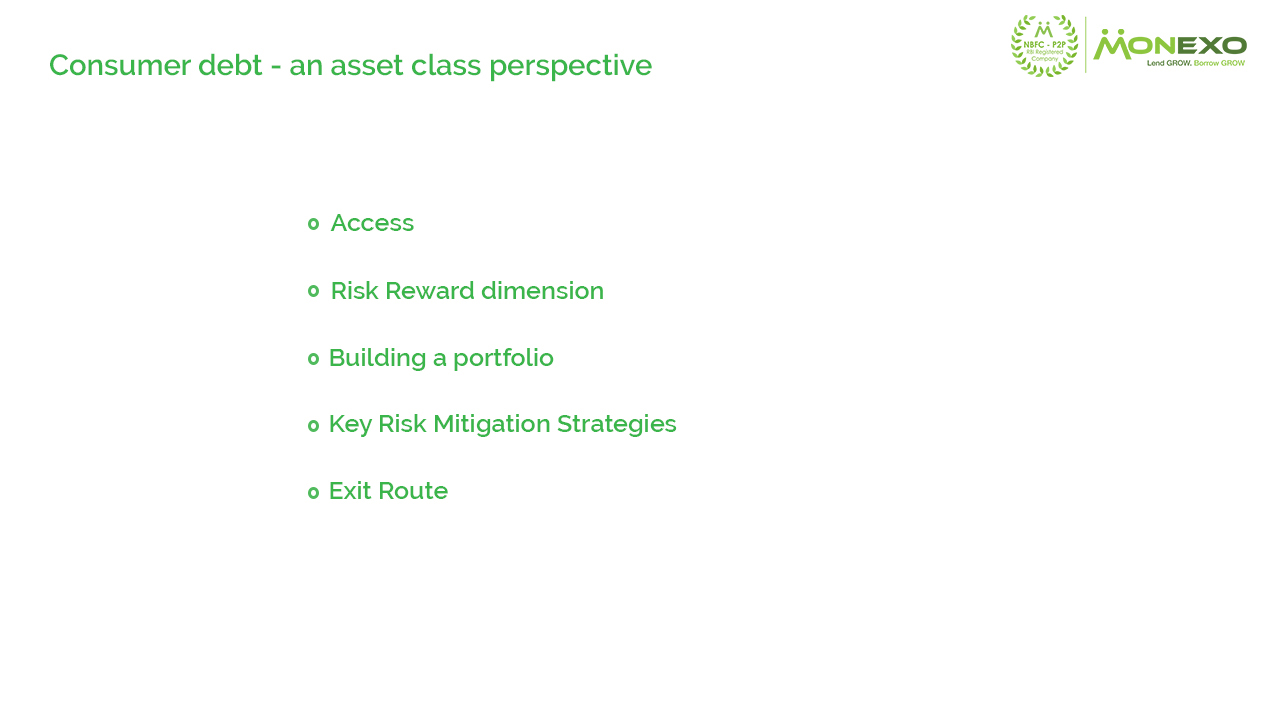 Consumer debt - an asset class perspective
NBFC - P2P
RBI Registered
Company
MONEXO
Lend GROW. Borrow GROW
Access
Risk Reward dimension
Building a portfolio
Key Risk Mitigation Strategies
Exit Route